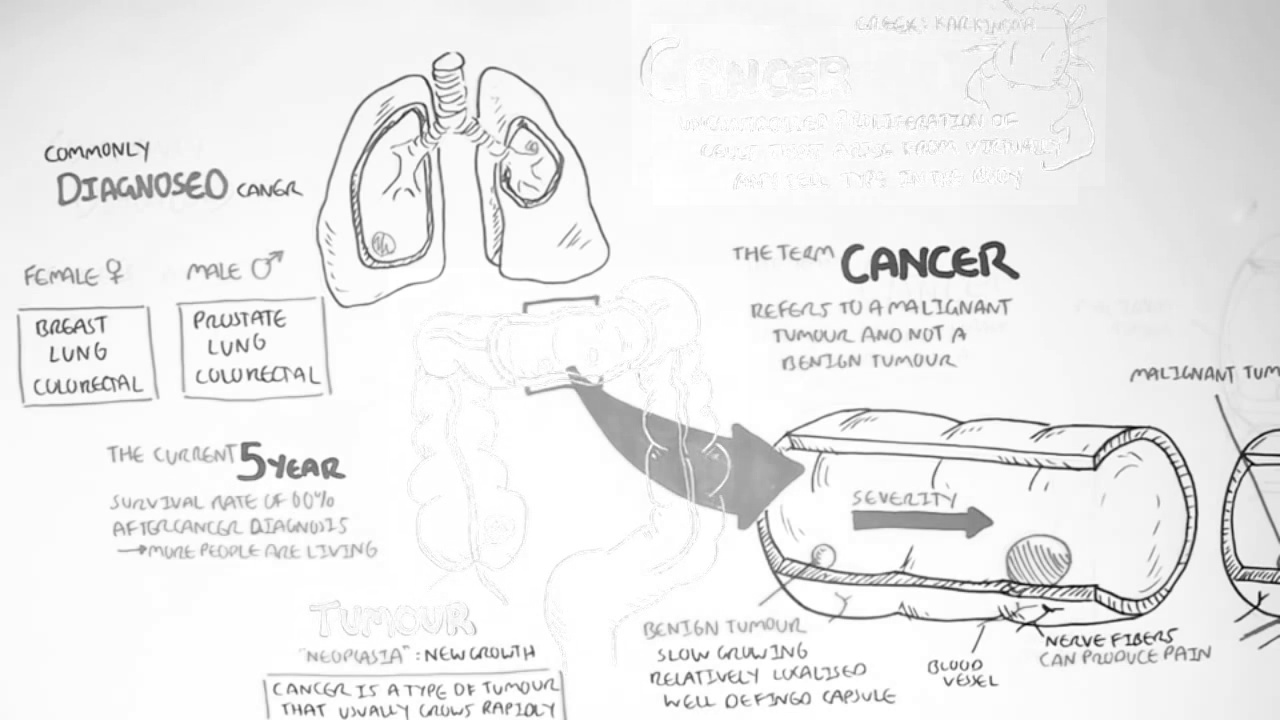 GREEK: KARKINOS
CANCER
UNCONTROLLED PROLIFERATION OF
CELLS THAT ARISE FROM VIRTUALLY
ANY CELL TYPE IN THE BODY
COMMONLY
DIAGNOSED CANER
FEMALE ♀
BREAST
LUNG
COLORECTAL
MALE ♂
PROSTATE
LUNG
COLORECTAL
THE TERM CANCER
REFERS TO A MALIGNANT
TUMOUR AND NOT A
BENIGN TUMOUR
MALIGNANT TUM
THE CURRENT 5 YEAR
SURVIVAL RATE OF 60%
AFTER CANCER DIAGNOSIS
→ MORE PEOPLE ARE LIVING
SEVERITY
TUMOUR
"NEOPLASIA" : NEW GROWTH
CANCER IS A TYPE OF TUMOUR
THAT USUALLY GROWS RAPIDLY
BENIGN TUMOUR
SLOW GROWING
RELATIVELY LOCALISED
WELL DEFINED CAPSULE
BLOOD
VESSEL
NERVE FIBERS
CAN PRODUCE PAIN